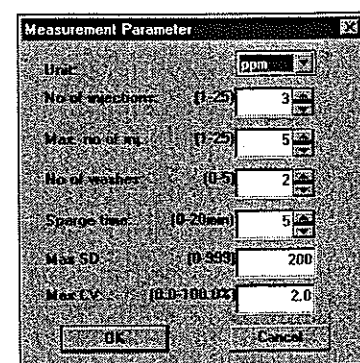 Measurement Parameter
Unit: ppm
No of injections: (1-25) 3
Max. no of inj. (1-25) 5
No of washes: (0-5) 2
Sparge time: (0-20min) 5
Max SD: (0-999) 200
Max CV: (0.0-100.0%) 2.0
OK Cancel